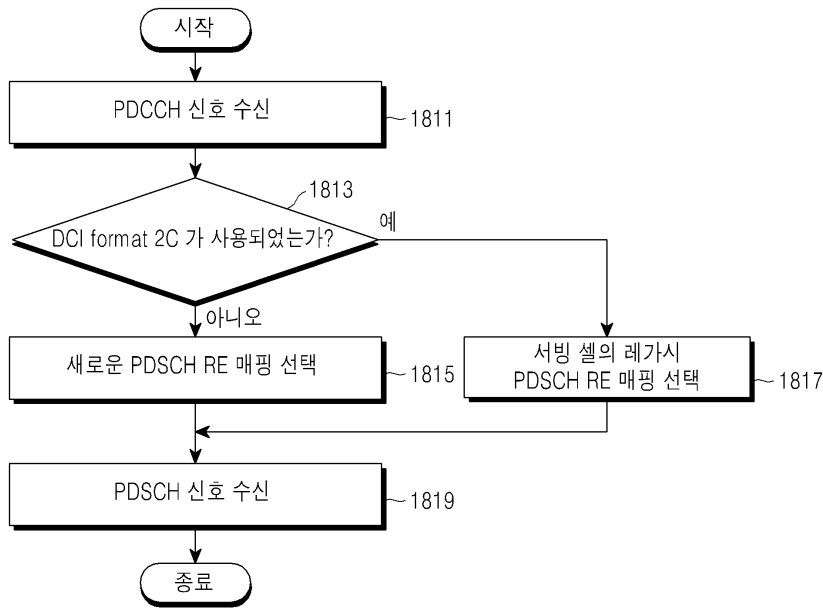 시작
PDCCH 신호 수신
1811
1813
DCI format 2C 가 사용되었는가?
예
아니오
새로운 PDSCH RE 매핑 선택
1815
서빙 셀의 레가시
PDSCH RE 매핑 선택
1817
PDSCH 신호 수신
1819
종료